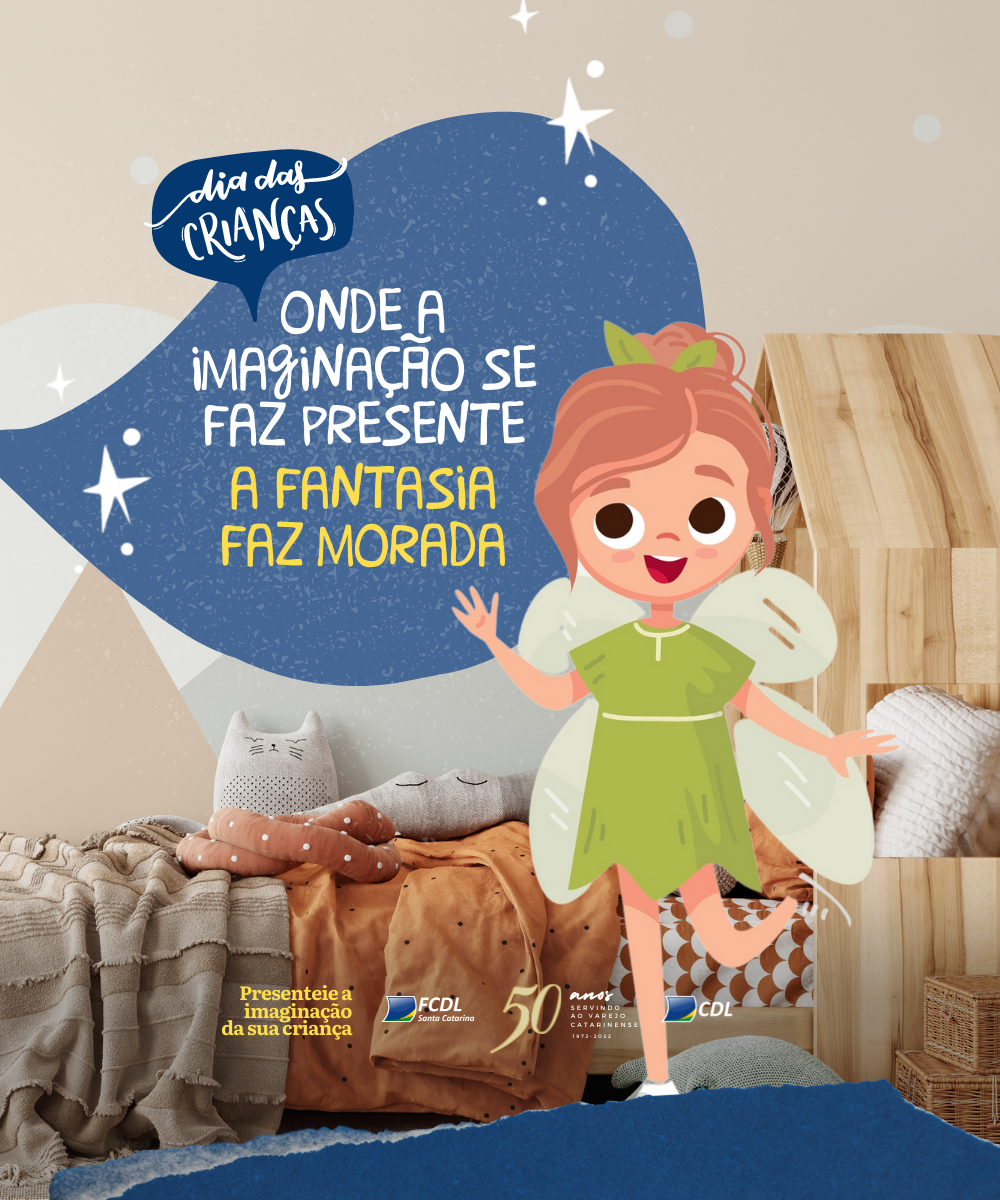 dia das
CRIANÇAS
ONDE A
iMAGiNAÇÃO SE
FAZ PRESENTE
A FANTASiA
FAZ MORADA
Presenteie a
imaginação
da sua criança
FCDL
Santa Catarina
50 anos
SERVINDO
AO VAREJO
CATARINENSE
1972-2022
CDL